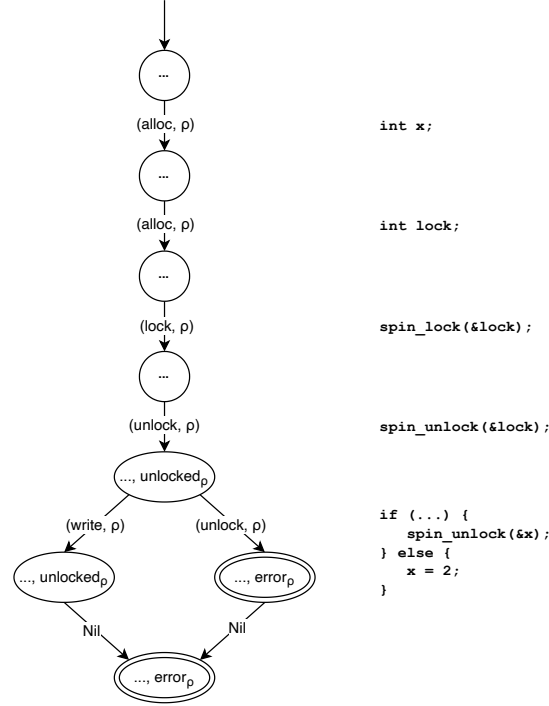 ...
(alloc, ρ)
int x;
...
(alloc, ρ)
int lock;
...
(lock, ρ)
spin_lock(&lock);
...
(unlock, ρ)
spin_unlock(&lock);
..., unlockedρ
(write, ρ)
(unlock, ρ)
..., unlockedρ
..., errorρ
Nil
Nil
..., errorρ
if (...) {
spin_unlock(&x);
} else {
x = 2;
}